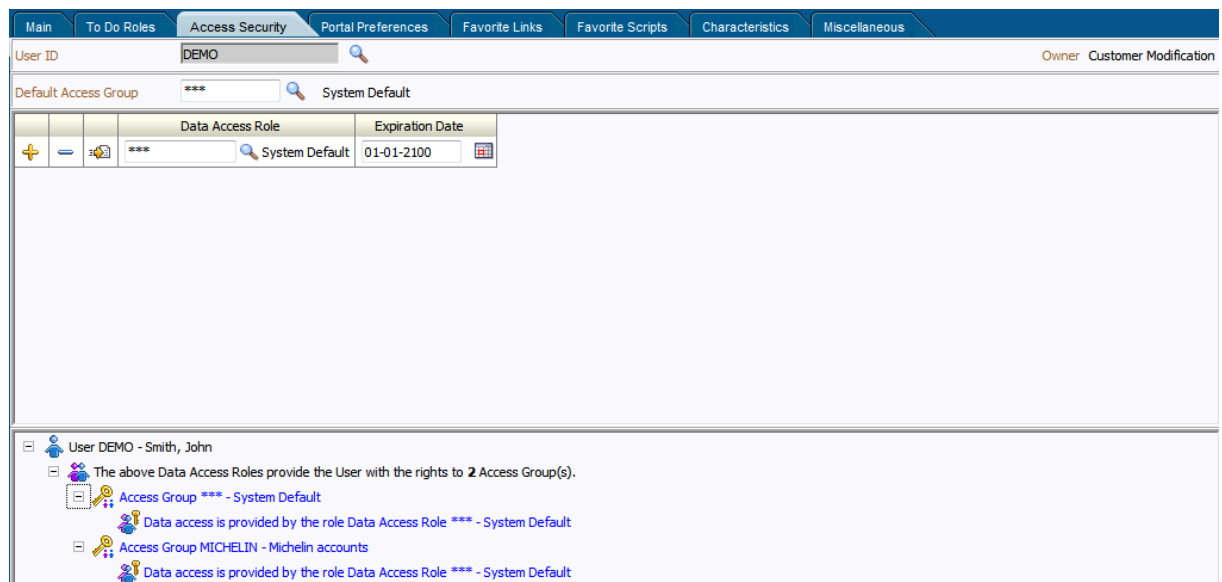 Main To Do Roles Access Security Portal Preferences Favorite Links Favorite Scripts Characteristics Miscellaneous
User ID DEMO Owner Customer Modification
Default Access Group *** System Default
Data Access Role Expiration Date
*** System Default 01-01-2100
User DEMO - Smith, John
The above Data Access Roles provide the User with the rights to 2 Access Group(s).
Access Group *** - System Default
Data access is provided by the role Data Access Role *** - System Default
Access Group MICHELIN - Michelin accounts
Data access is provided by the role Data Access Role *** - System Default